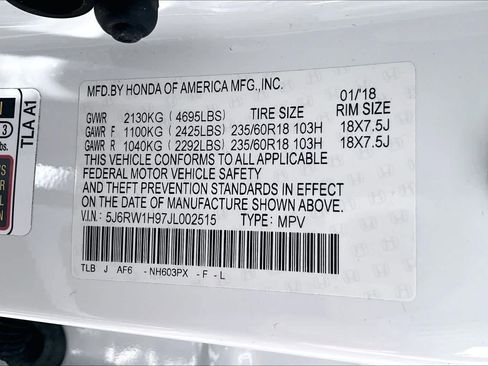 MFD.BY HONDA OF AMERICA MFG.,INC.
01/'18
GVWR 2130KG (4695LBS) TIRE SIZE RIM SIZE
GAWR F 1100KG (2425LBS) 235/60R18 103H 18X7.5J
GAWR R 1040KG (2292LBS) 235/60R18 103H 18X7.5J
THIS VEHICLE CONFORMS TO ALL APPLICABLE
FEDERAL MOTOR VEHICLE SAFETY
AND THEFT PREVENTION STANDARDS IN EFFECT
ON THE DATE OF MANUFACTURE SHOWN ABOVE.
V.I.N: 5J6RW1H97JL002515 TYPE: MPV
TLB J AF6 -NH603PX -F-L
TLA A1
3